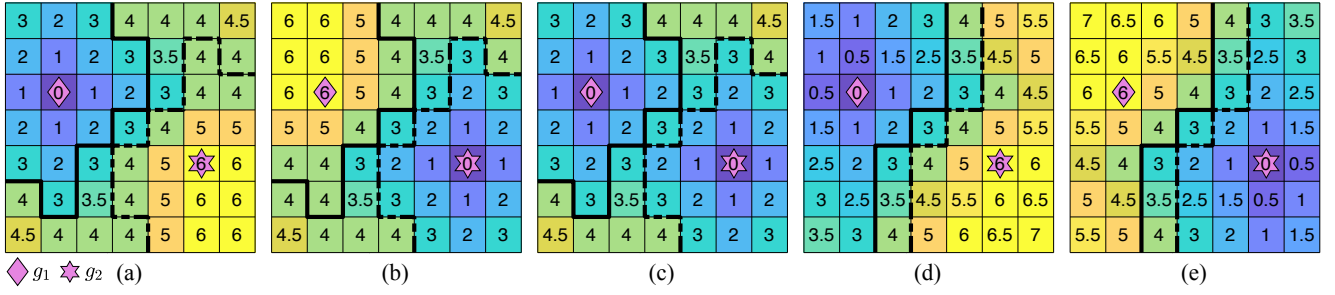 3 2 3 4 4 4 4.5 6 6 5 4 4 4 4.5 3 2 3 4 4 4 4.5 1.5 1 2 3 4 5 5.5 7 6.5 6 5 4 3 3.5
2 1 2 3 3.5 4 4 6 6 5 4 3.5 3 4 2 1 2 3 3.5 3 4 1 0.5 1.5 2.5 3.5 4.5 5 6.5 6 5.5 4.5 3.5 2.5 3
1 0 1 2 3 4 4 6 6 5 4 3 2 3 1 0 1 2 3 2 3 0.5 0 1 2 3 4 4.5 6 6 5 4 3 2 2.5
2 1 2 3 4 5 5 5 5 4 3 2 1 2 2 1 2 3 2 1 2 1.5 1 2 3 4 5 5.5 5.5 5 4 3 2 1 1.5
3 2 3 4 5 6 6 4 4 3 2 1 0 1 3 2 3 2 1 0 1 2.5 2 3 4 5 6 6 4.5 4 3 2 1 0 0.5
4 3 3.5 4 5 6 6 4 4 3.5 3 2 1 2 4 3 3.5 3 2 1 2 3 2.5 3.5 4.5 5.5 6 6.5 5 4.5 3.5 2.5 1.5 0.5 1
4.5 4 4 4 5 6 6 4.5 4 4 4 3 2 3 4.5 4 4 4 3 2 3 3.5 3 4 5 6 6.5 7 5.5 5 4 3 2 1 1.5
g₁ g₂ (a) (b) (c) (d) (e)